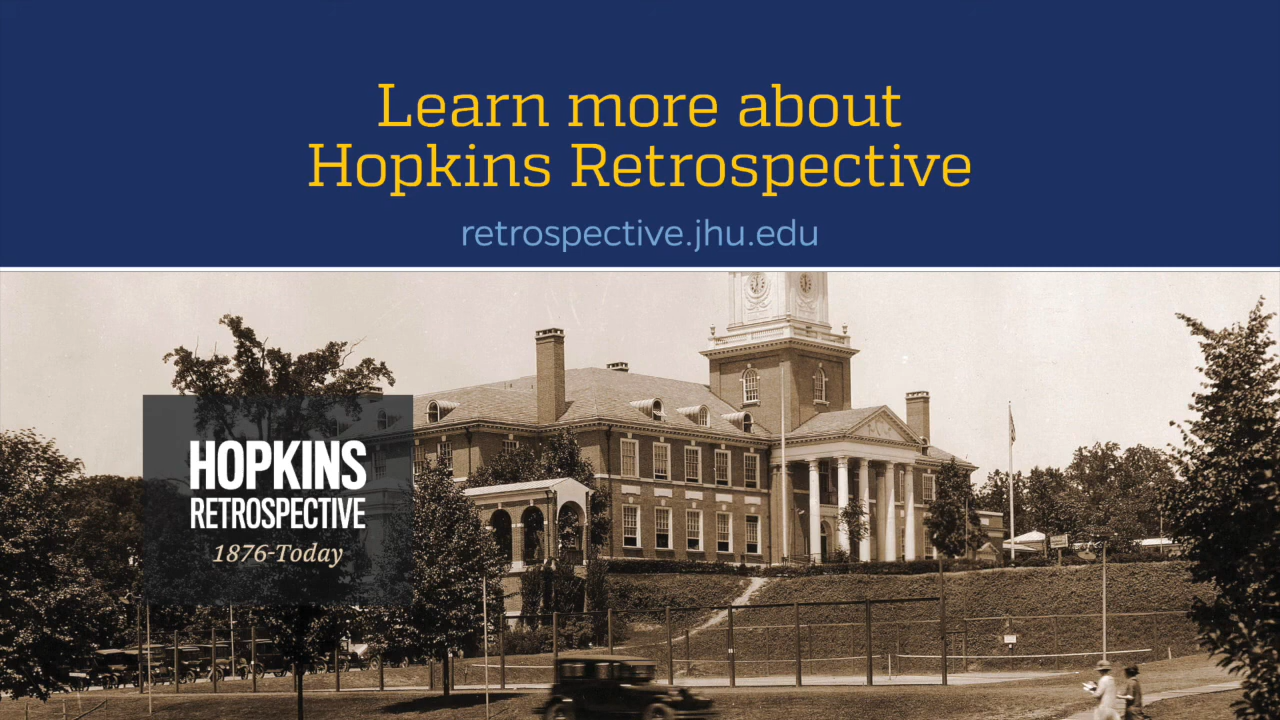 Learn more about
Hopkins Retrospective
retrospective.jhu.edu
HOPKINS
RETROSPECTIVE
1876-Today